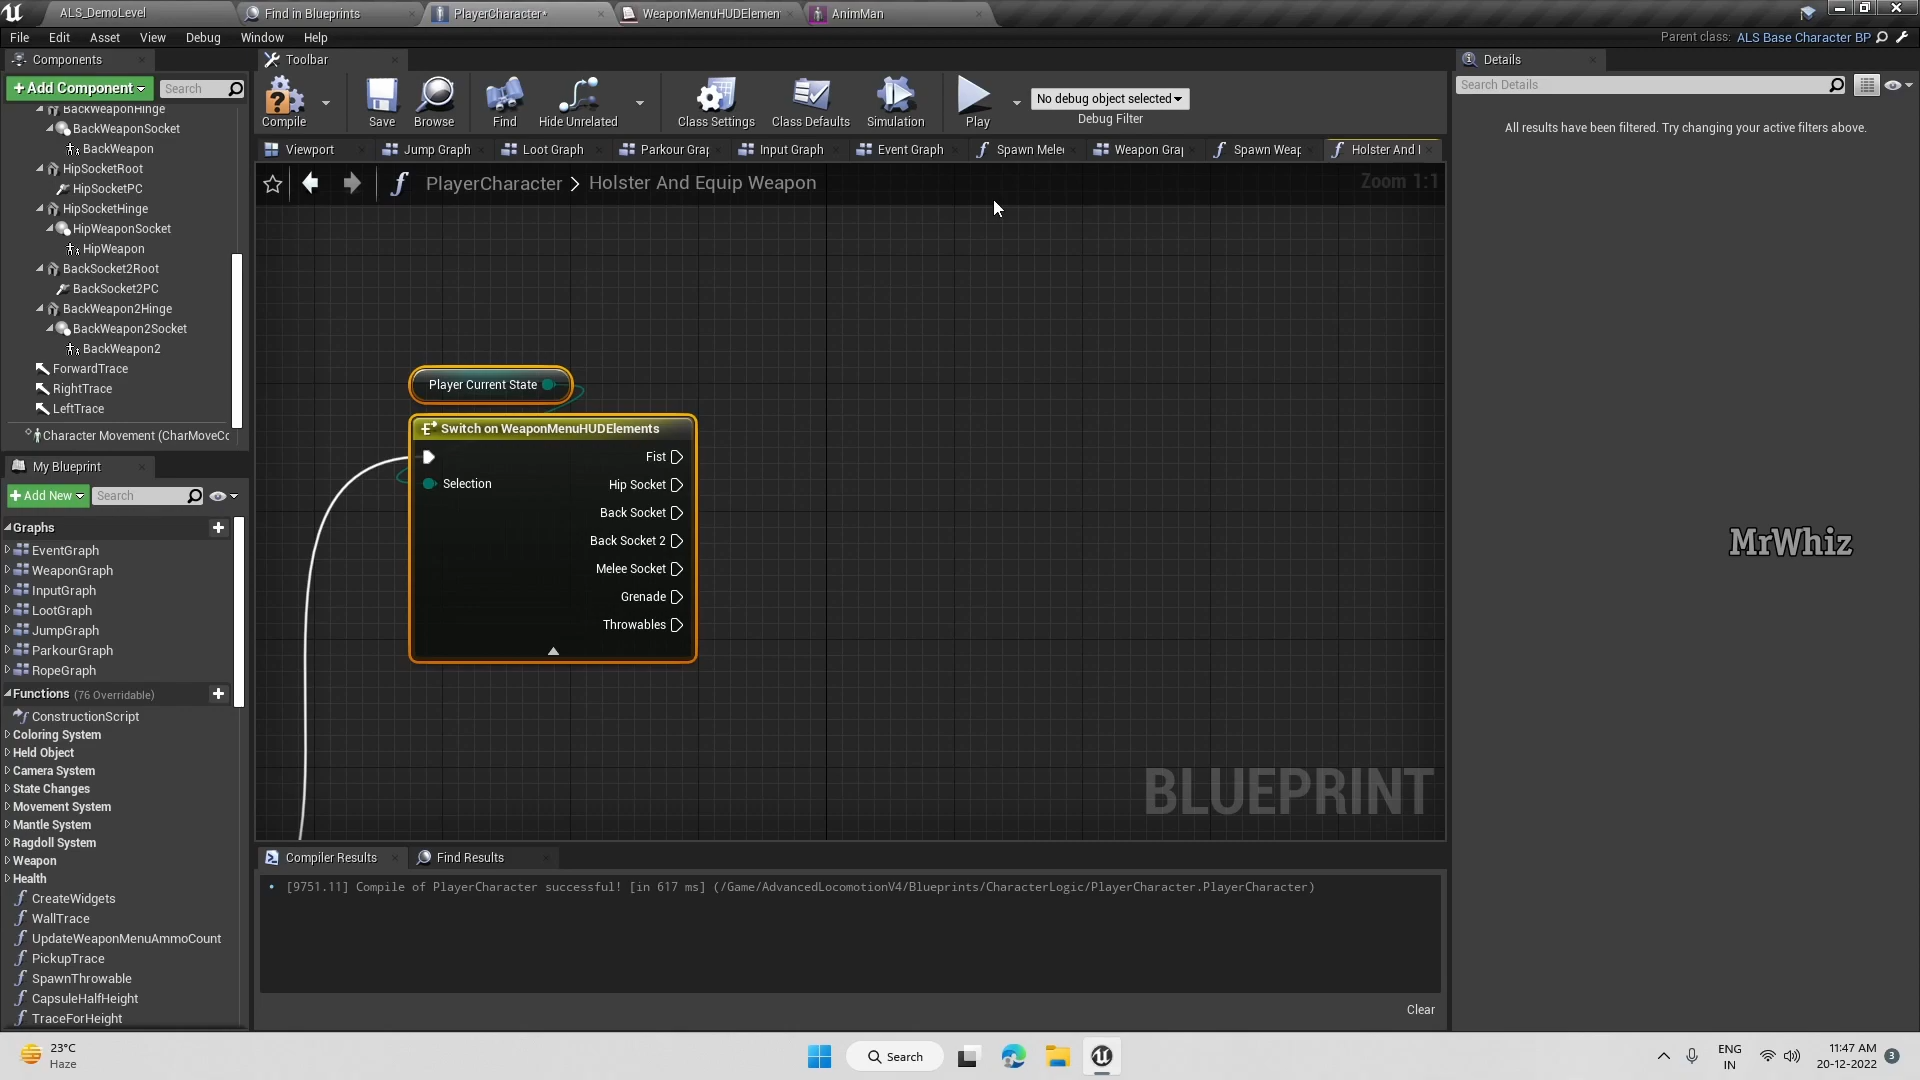 ALS_DemoLevel
Find in Blueprints
PlayerCharacter*
WeaponMenuHUDElemen
AnimMan
File Edit Asset View Debug Window Help
Parent class: ALS Base Character BP
Components
+Add Component
Search
BackWeaponHinge
BackWeaponSocket
BackWeapon
HipSocketRoot
HipSocketPC
HipSocketHinge
HipWeaponSocket
HipWeapon
BackSocket2Root
BackSocket2PC
BackWeapon2Hinge
BackWeapon2Socket
BackWeapon2
ForwardTrace
RightTrace
LeftTrace
Character Movement (CharMoveCo
My Blueprint
+Add New
Search
Graphs
EventGraph
WeaponGraph
InputGraph
LootGraph
JumpGraph
ParkourGraph
RopeGraph
Functions (76 Overridable)
ConstructionScript
Coloring System
Held Object
Camera System
State Changes
Movement System
Mantle System
Ragdoll System
Weapon
Health
CreateWidgets
WallTrace
UpdateWeaponMenuAmmoCount
PickupTrace
SpawnThrowable
CapsuleHalfHeight
TraceForHeight
Toolbar
Compile
Save
Browse
Find
Hide Unrelated
Class Settings
Class Defaults
Simulation
Play
No debug object selected
Debug Filter
Viewport
Jump Graph
Loot Graph
Parkour Gra
Input Graph
Event Graph
Spawn Mele
Weapon Gra
Spawn Weap
Holster And I
PlayerCharacter > Holster And Equip Weapon
Zoom 1:1
Player Current State
Switch on WeaponMenuHUDElements
Fist
Selection
Hip Socket
Back Socket
Back Socket 2
Melee Socket
Grenade
Throwables
BLUEPRINT
Compiler Results
Find Results
[9751.11] Compile of PlayerCharacter successful! [in 617 ms] (/Game/AdvancedLocomotionV4/Blueprints/CharacterLogic/PlayerCharacter.PlayerCharacter)
Clear
Details
Search Details
All results have been filtered. Try changing your active filters above.
MrWhiz
23°C
Haze
Search
ENG
IN
11:47 AM
20-12-2022
3